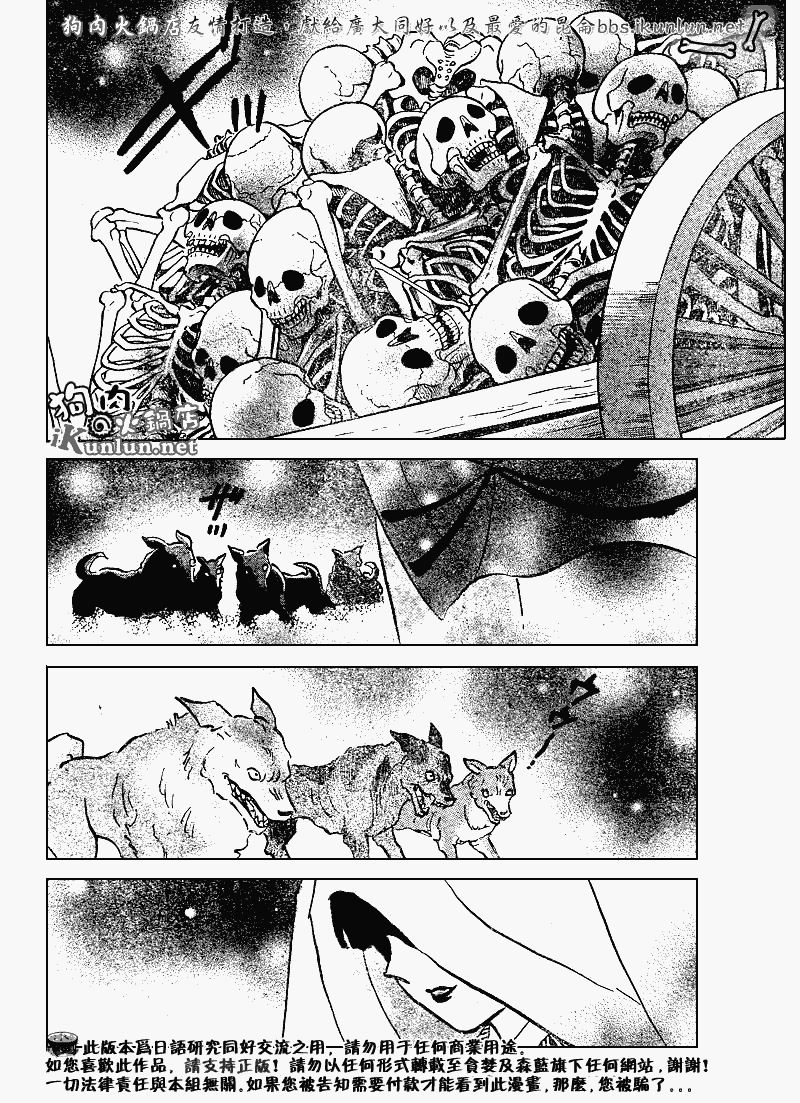 狗肉火鍋店友情打造，獻給廣大同好以及最愛的昆侖bbs.ikunlun.net
狗肉
火鍋店
iKunlun.net
ザッ
此版本爲日語研究同好交流之用，請勿用于任何商業用途。
如您喜歡此作品，請支持正版！請勿以任何形式轉載至貪婪及森藍旗下任何網站，謝謝！
一切法律責任與本組無關。如果您被告知需要付款才能看到此漫畫，那麼，您被騙了...